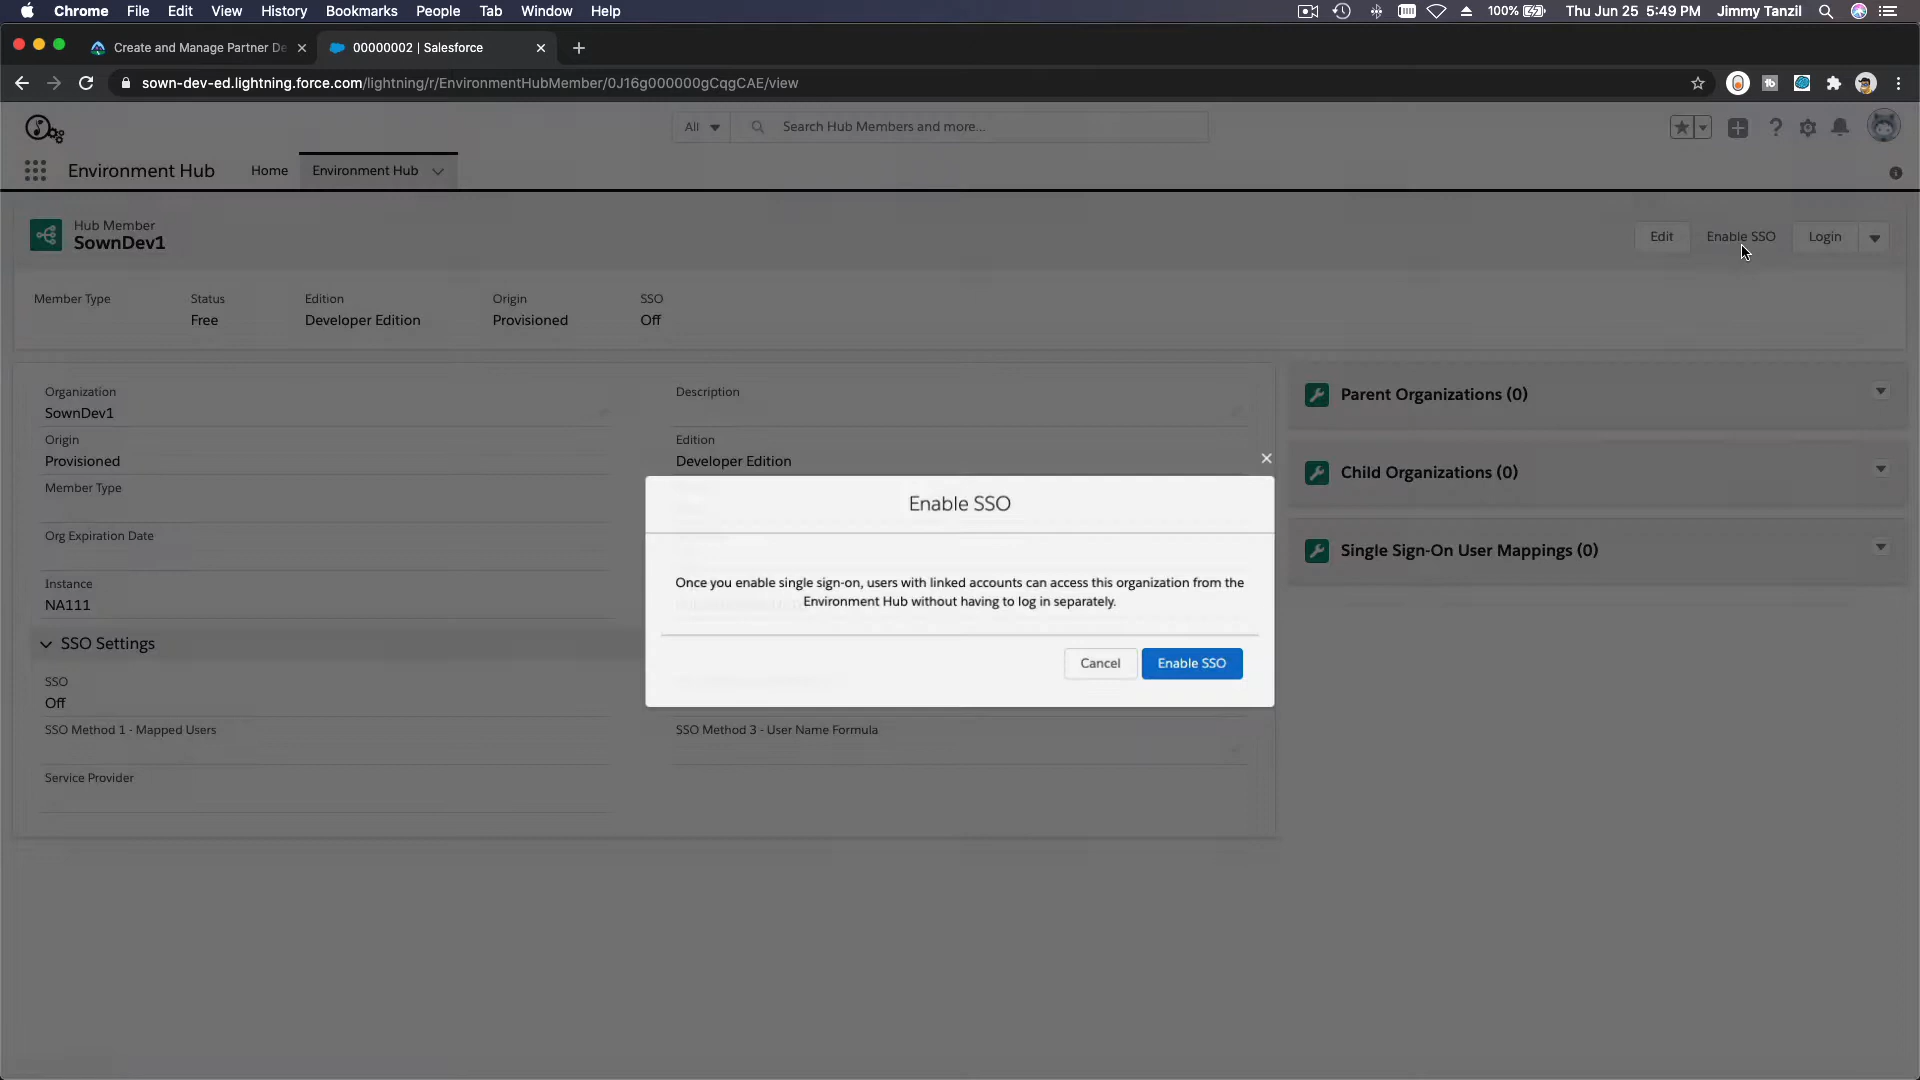 Chrome File Edit View History Bookmarks People Tab Window Help 100% Thu Jun 25 5:49 PM Jimmy Tanzil
Create and Manage Partner De
00000002 | Salesforce
sown-dev-ed.lightning.force.com/lightning/r/EnvironmentHubMember/0J16g000000gCqgCAE/view
All Search Hub Members and more...
Environment Hub Home Environment Hub
Hub Member
SownDev1
Edit Enable SSO Login
Member Type Status Edition Origin SSO
Free Developer Edition Provisioned Off
Organization
SownDev1
Description
Origin
Provisioned
Edition
Developer Edition
Member Type
Org Expiration Date
Instance
NA111
SSO Settings
SSO
Off
SSO Method 1 - Mapped Users
SSO Method 3 - User Name Formula
Service Provider
Parent Organizations (0)
Child Organizations (0)
Single Sign-On User Mappings (0)
Enable SSO
Once you enable single sign-on, users with linked accounts can access this organization from the
Environment Hub without having to log in separately.
Cancel Enable SSO